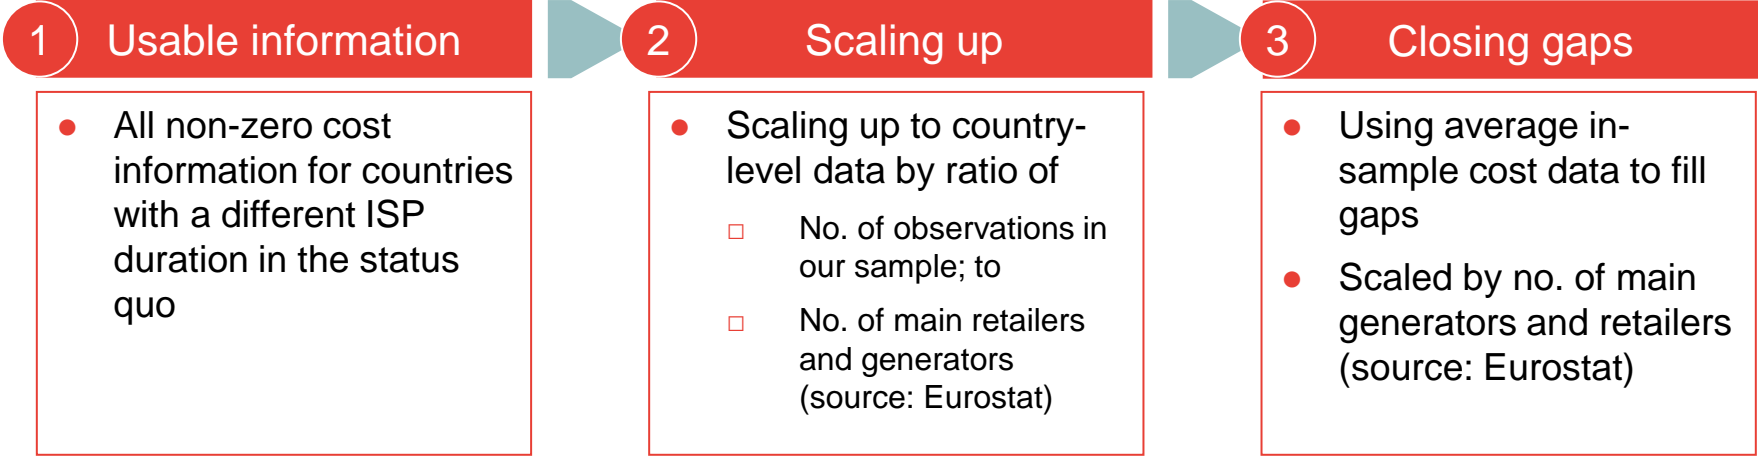 1 Usable information
● All non-zero cost
information for countries
with a different ISP
duration in the status
quo
2 Scaling up
● Scaling up to country-
level data by ratio of
□ No. of observations in
our sample; to
□ No. of main retailers
and generators
(source: Eurostat)
3 Closing gaps
● Using average in-
sample cost data to fill
gaps
● Scaled by no. of main
generators and retailers
(source: Eurostat)